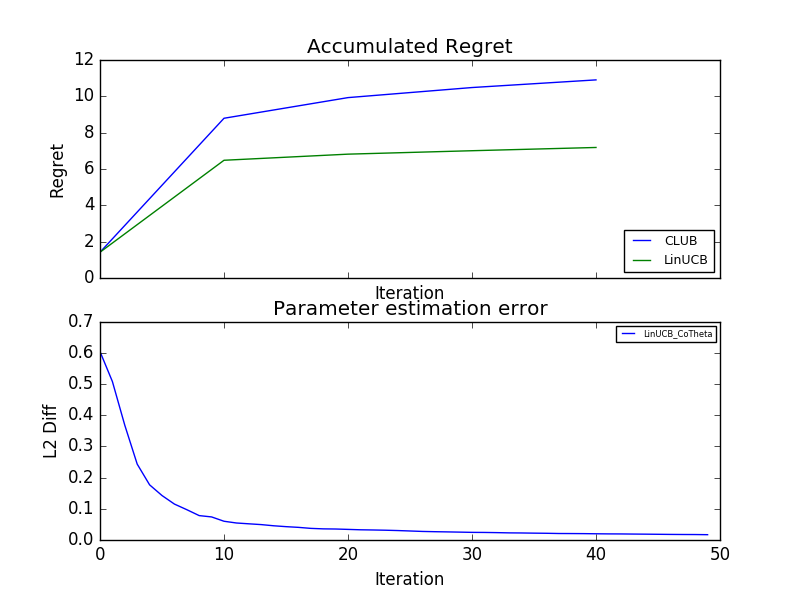 Accumulated Regret
12
10
8
6
4
2
0
Regret
CLUB
LinUCB
Iteration
Parameter estimation error
0.7
0.6
0.5
0.4
0.3
0.2
0.1
0.0
L2 Diff
LinUCB_CoTheta
0 10 20 30 40 50
Iteration